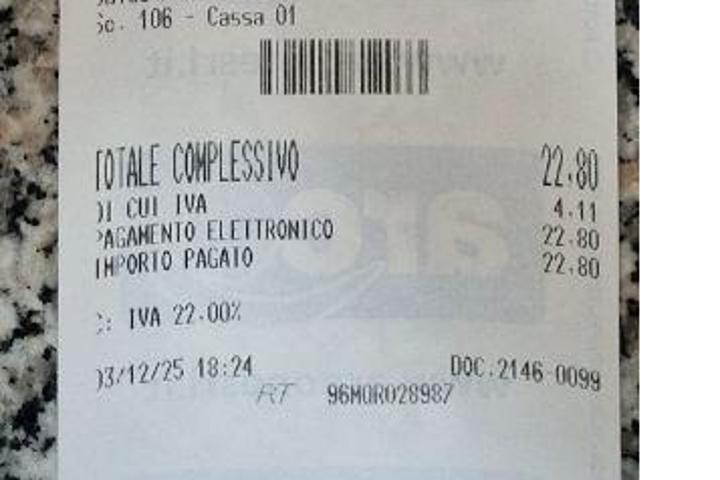 Sc. 106 - Cassa 01
TOTALE COMPLESSIVO 22.80
DI CUI IVA 4.11
PAGAMENTO ELETTRONICO 22.80
IMPORTO PAGATO 22.80
C: IVA 22.00%
03/12/25 18:24 DOC.2146-0099
RT 96MOR028987